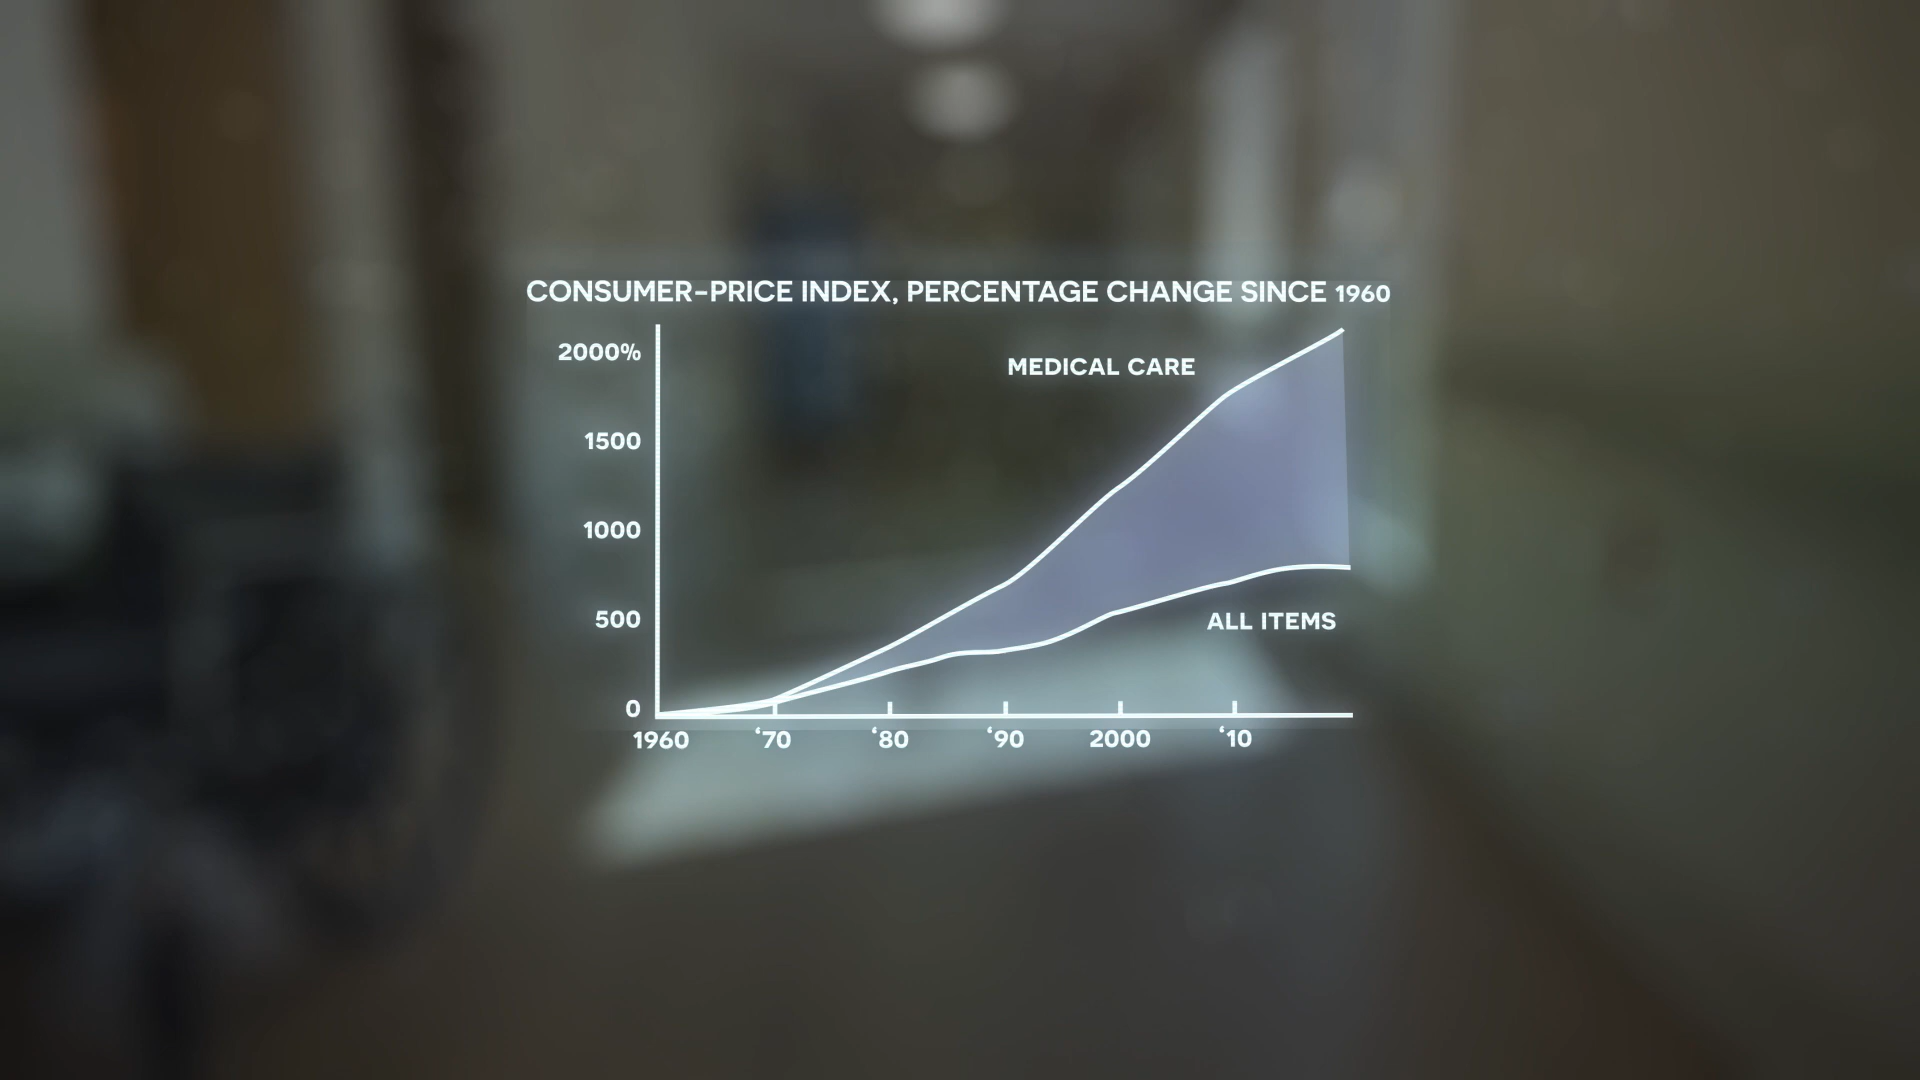 CONSUMER-PRICE INDEX, PERCENTAGE CHANGE SINCE 1960
2000%
MEDICAL CARE
1500
1000
500
ALL ITEMS
0
1960 ‘70 ‘80 ‘90 2000 ‘10